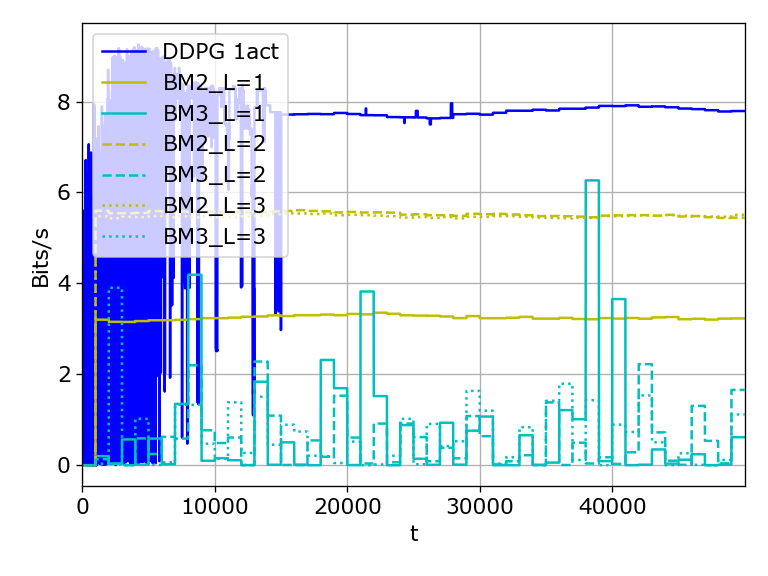 DDPG 1act
BM2_L=1
BM3_L=1
BM2_L=2
BM3_L=2
BM2_L=3
BM3_L=3
8
6
4
2
0
Bits/s
0 10000 20000 30000 40000
t